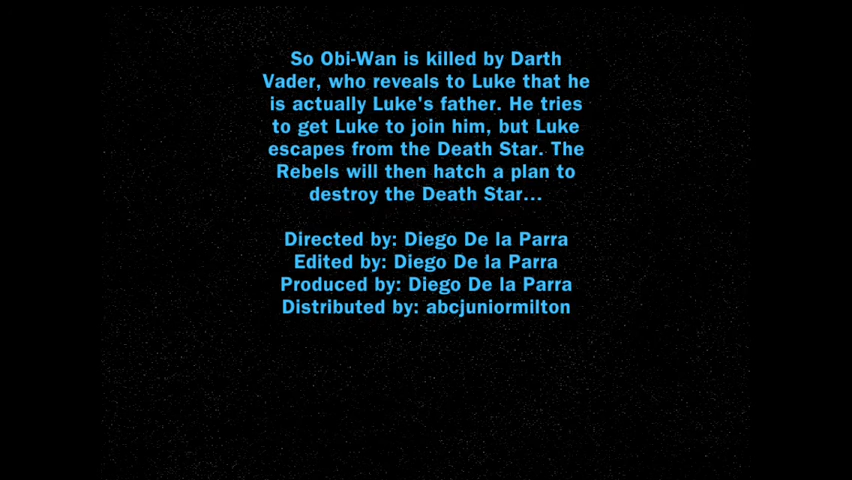 So Obi-Wan is killed by Darth
Vader, who reveals to Luke that he
is actually Luke's father. He tries
to get Luke to join him, but Luke
escapes from the Death Star. The
Rebels will then hatch a plan to
destroy the Death Star...
Directed by: Diego De la Parra
Edited by: Diego De la Parra
Produced by: Diego De la Parra
Distributed by: abcjuniormilton